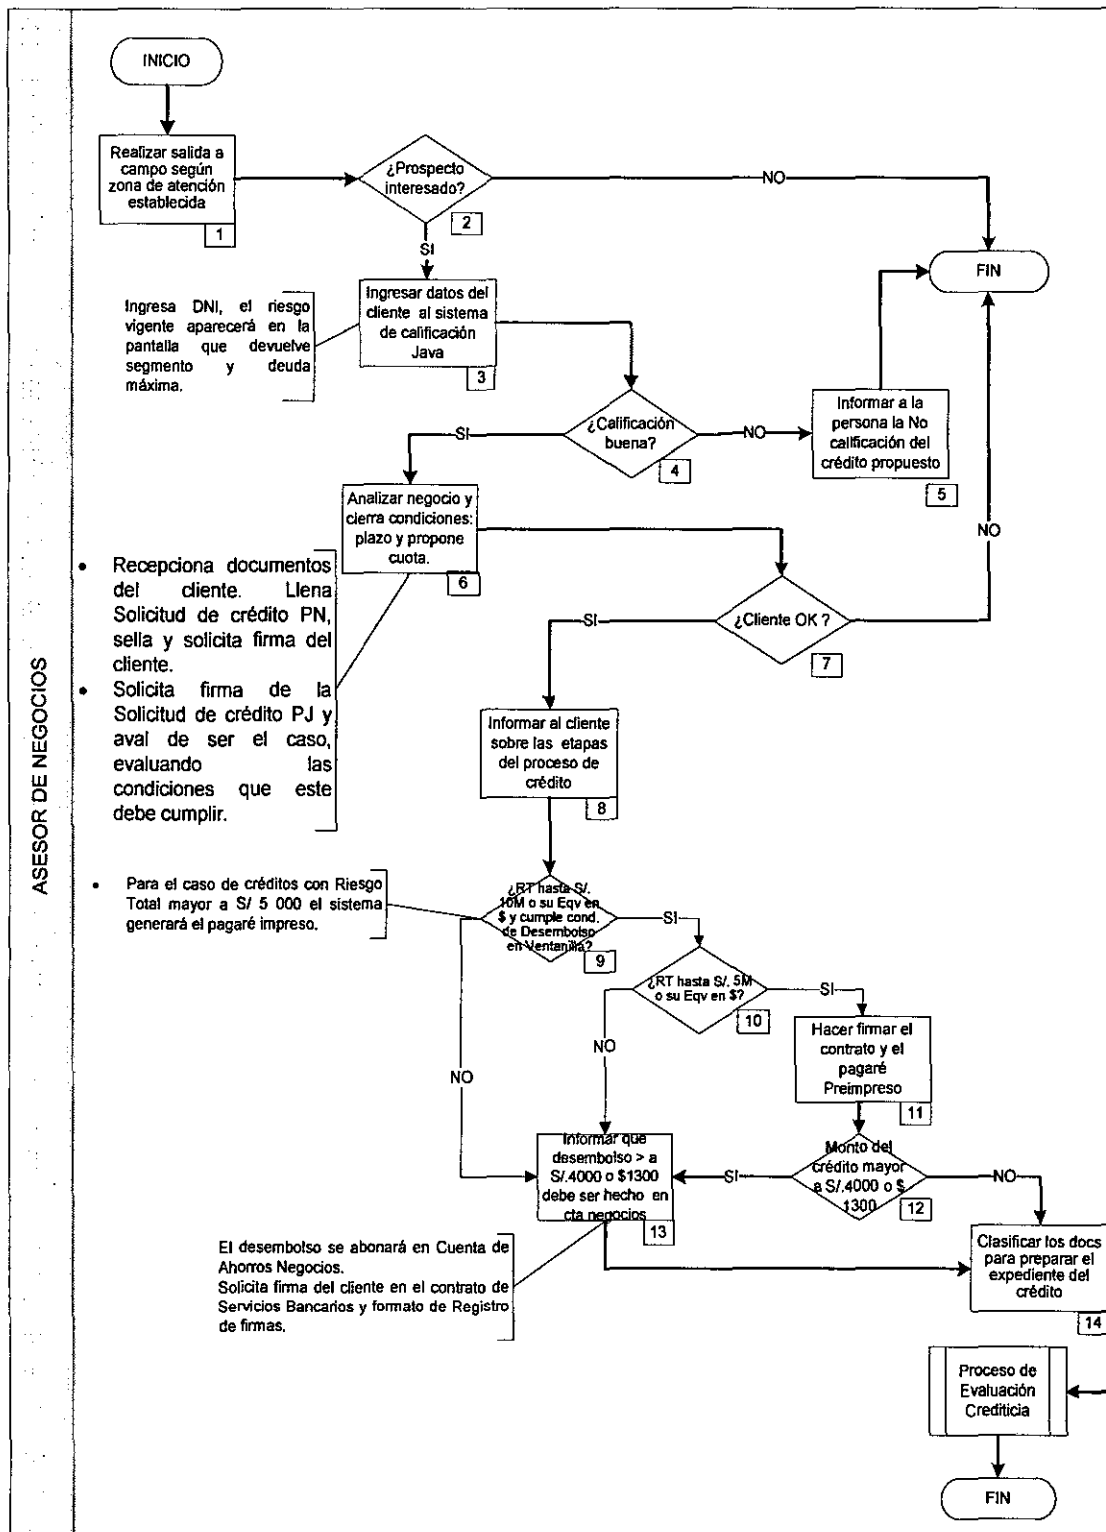 INICIO
Realizar salida a
campo según
zona de atención
establecida
1
¿Prospecto
interesado?
2
NO
SI
FIN
Ingresa DNI, el riesgo
vigente aparecerá en la
pantalla que devuelve
segmento y deuda
máxima.
Ingresar datos del
cliente al sistema
de calificación
Java
3
¿Calificación
buena?
4
SI
NO
Informar a la
persona la No
calificación del
crédito propuesto
5
NO
Analizar negocio y
cierra condiciones:
plazo y propone
cuota.
6
• Recepciona documentos
del cliente. Llena
Solicitud de crédito PN,
sella y solicita firma del
cliente.
• Solicita firma de la
Solicitud de crédito PJ y
aval de ser el caso,
evaluando las
condiciones que este
debe cumplir.
¿Cliente OK ?
7
SI
ASESOR DE NEGOCIOS
Informar al cliente
sobre las etapas
del proceso de
crédito
8
• Para el caso de créditos con Riesgo
Total mayor a S/ 5 000 el sistema
generará el pagaré impreso.
¿RT hasta S/.
10M o su Eqv en
$ y cumple cond.
de Desembolso
en Ventanilla?
9
SI
NO
¿RT hasta S/. 5M
o su Eqv en $?
10
SI
NO
Hacer firmar el
contrato y el
pagaré
Preimpreso
11
Monto del
crédito mayor
a S/.4000 o $
1300
12
SI
NO
Informar que
desembolso > a
S/.4000 o $1300
debe ser hecho en
cta negocios
13
El desembolso se abonará en Cuenta de
Ahorros Negocios.
Solicita firma del cliente en el contrato de
Servicios Bancarios y formato de Registro
de firmas.
Clasificar los docs
para preparar el
expediente del
crédito
14
Proceso de
Evaluación
Crediticia
FIN